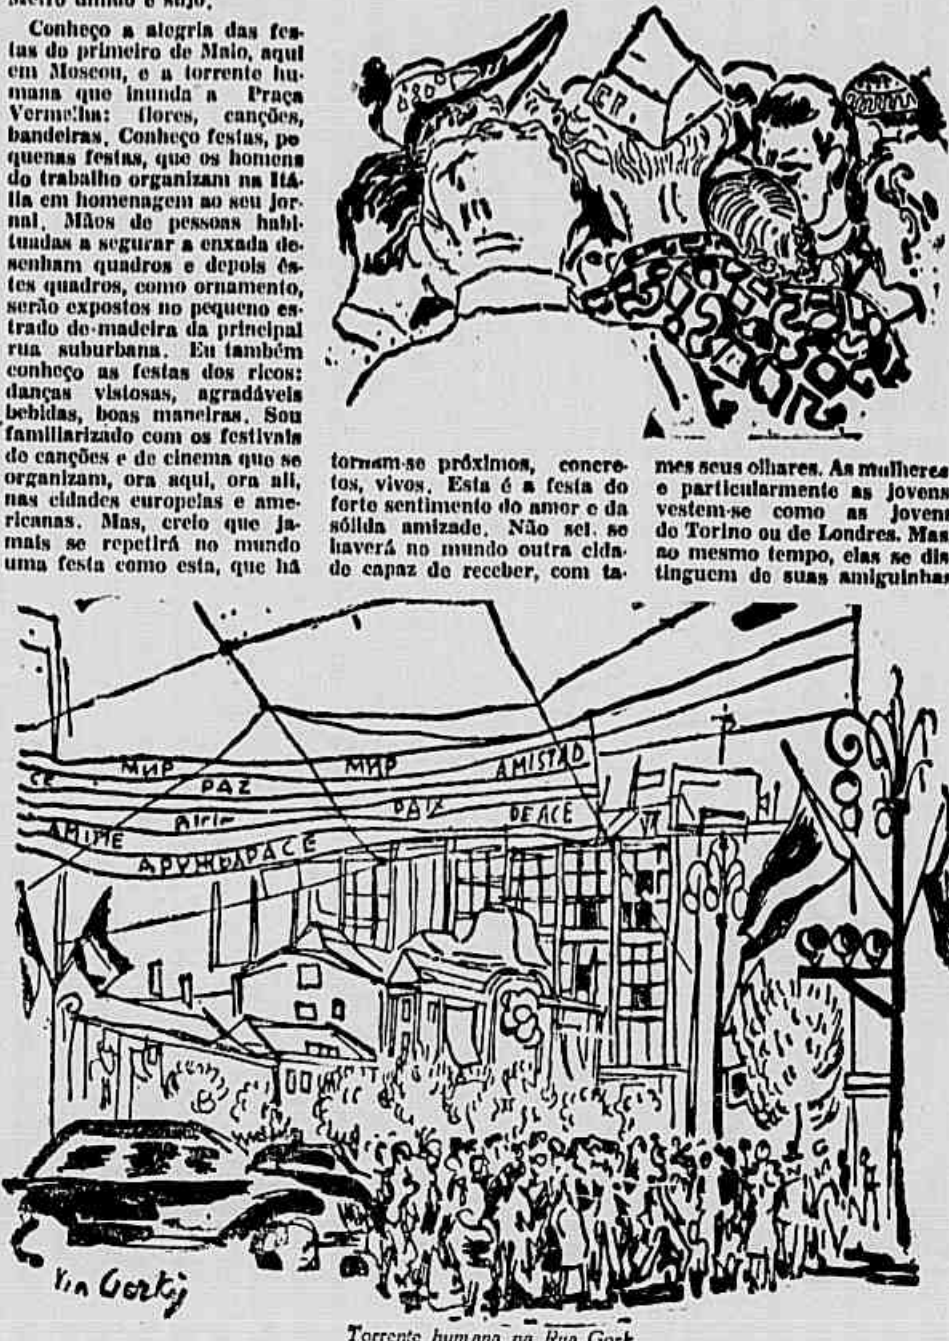 Conheço a alegria das fes-
tas do primeiro de Maio, aqui
em Moscou, e a torrente hu-
mana que inunda a Praça
Vermelha: flores, canções,
bandeiras. Conheço festas, pe
quenas festas, que os homens
do trabalho organizam na Itá-
lia em homenagem ao seu jor-
nal. Mãos de pessoas habi-
tuadas a segurar a enxada de-
senham quadros e depois ês-
tes quadros, como ornamento,
serão expostos no pequeno es-
trado de madeira da principal
rua suburbana. Eu também
conheço as festas dos ricos:
danças vistosas, agradáveis
bebidas, boas maneiras. Sou
familiarizado com os festivais
de canções e de cinema que se
organizam, ora aqui, ora ali,
nas cidades européias e ame-
ricanas. Mas, creio que ja-
mais se repetirá no mundo
uma festa como esta, que há
tornam-se próximos, concre-
tos, vivos. Esta é a festa do
forte sentimento do amor e da
sólida amizade. Não sei se
haverá no mundo outra cida-
de capaz de receber, com ta-
mes seus olhares. As mulheres
e particularmente as jovens
vestem-se como as jovens
de Torino ou de Londres. Mas
ao mesmo tempo, elas se dis
tinguem de suas amiguinhas
МИР МИР AMISTAD
PAZ
PAIX PEACE
Via Gorkij
Torrente humana na Rua Gork